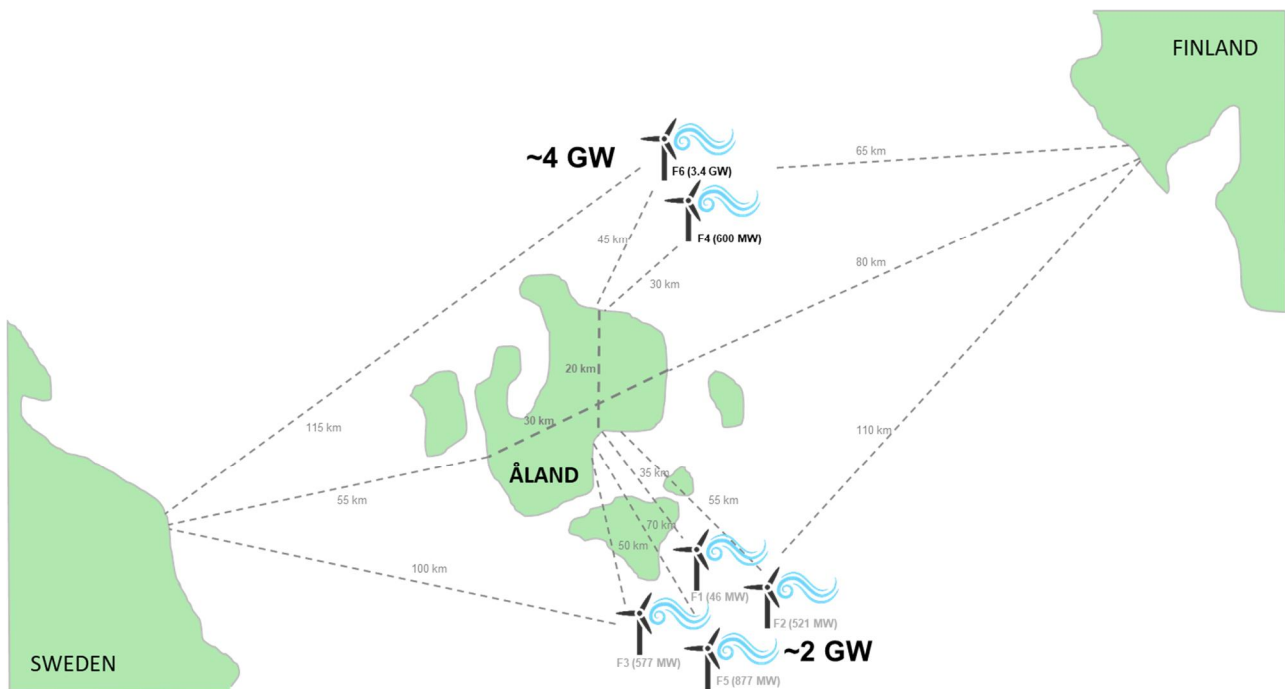 FINLAND
65 km
~4 GW
F6 (3.4 GW)
F4 (600 MW)
45 km
30 km
80 km
20 km
30 km
115 km
110 km
ÅLAND
35 km
55 km
55 km
70 km
50 km
100 km
F1 (46 MW)
F2 (521 MW)
~2 GW
F3 (577 MW)
F5 (877 MW)
SWEDEN